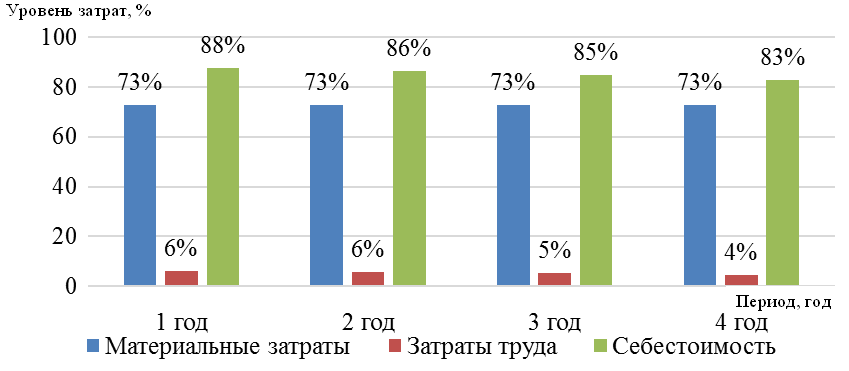 Уровень затрат, %
100
80
60
40
20
0
73%
6%
88%
73%
6%
86%
73%
5%
85%
73%
4%
83%
Период, год
1 год
2 год
3 год
4 год
Материальные затраты
Затраты труда
Себестоимость